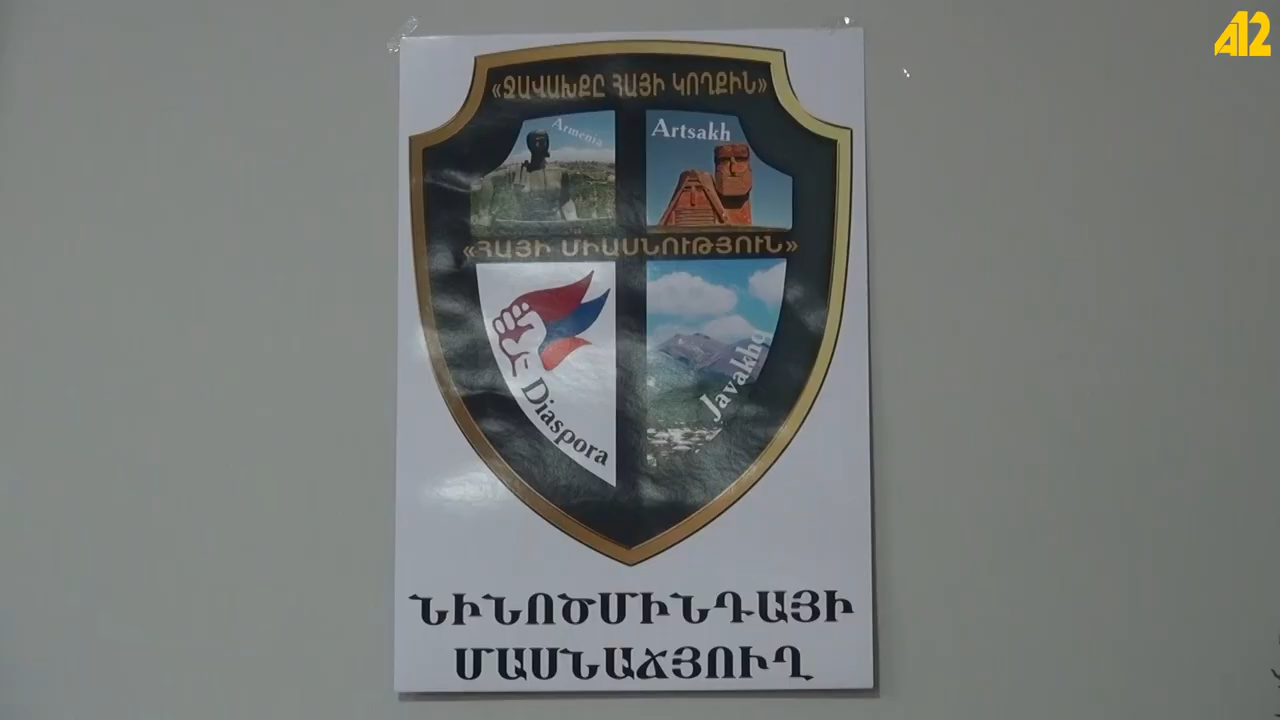 A12
«ՋԱՎԱԽՔԸ ՀԱՅԻ ԿՈՂՔԻՆ»
Armenia
Artsakh
«ՀԱՅԻ ՄԻԱՍՆՈՒԹՅՈՒՆ»
Diaspora
Javakhq
ՆԻՆՈԾՄԻՆԴԱՅԻ
ՄԱՍՆԱՃՅՈՒՂ